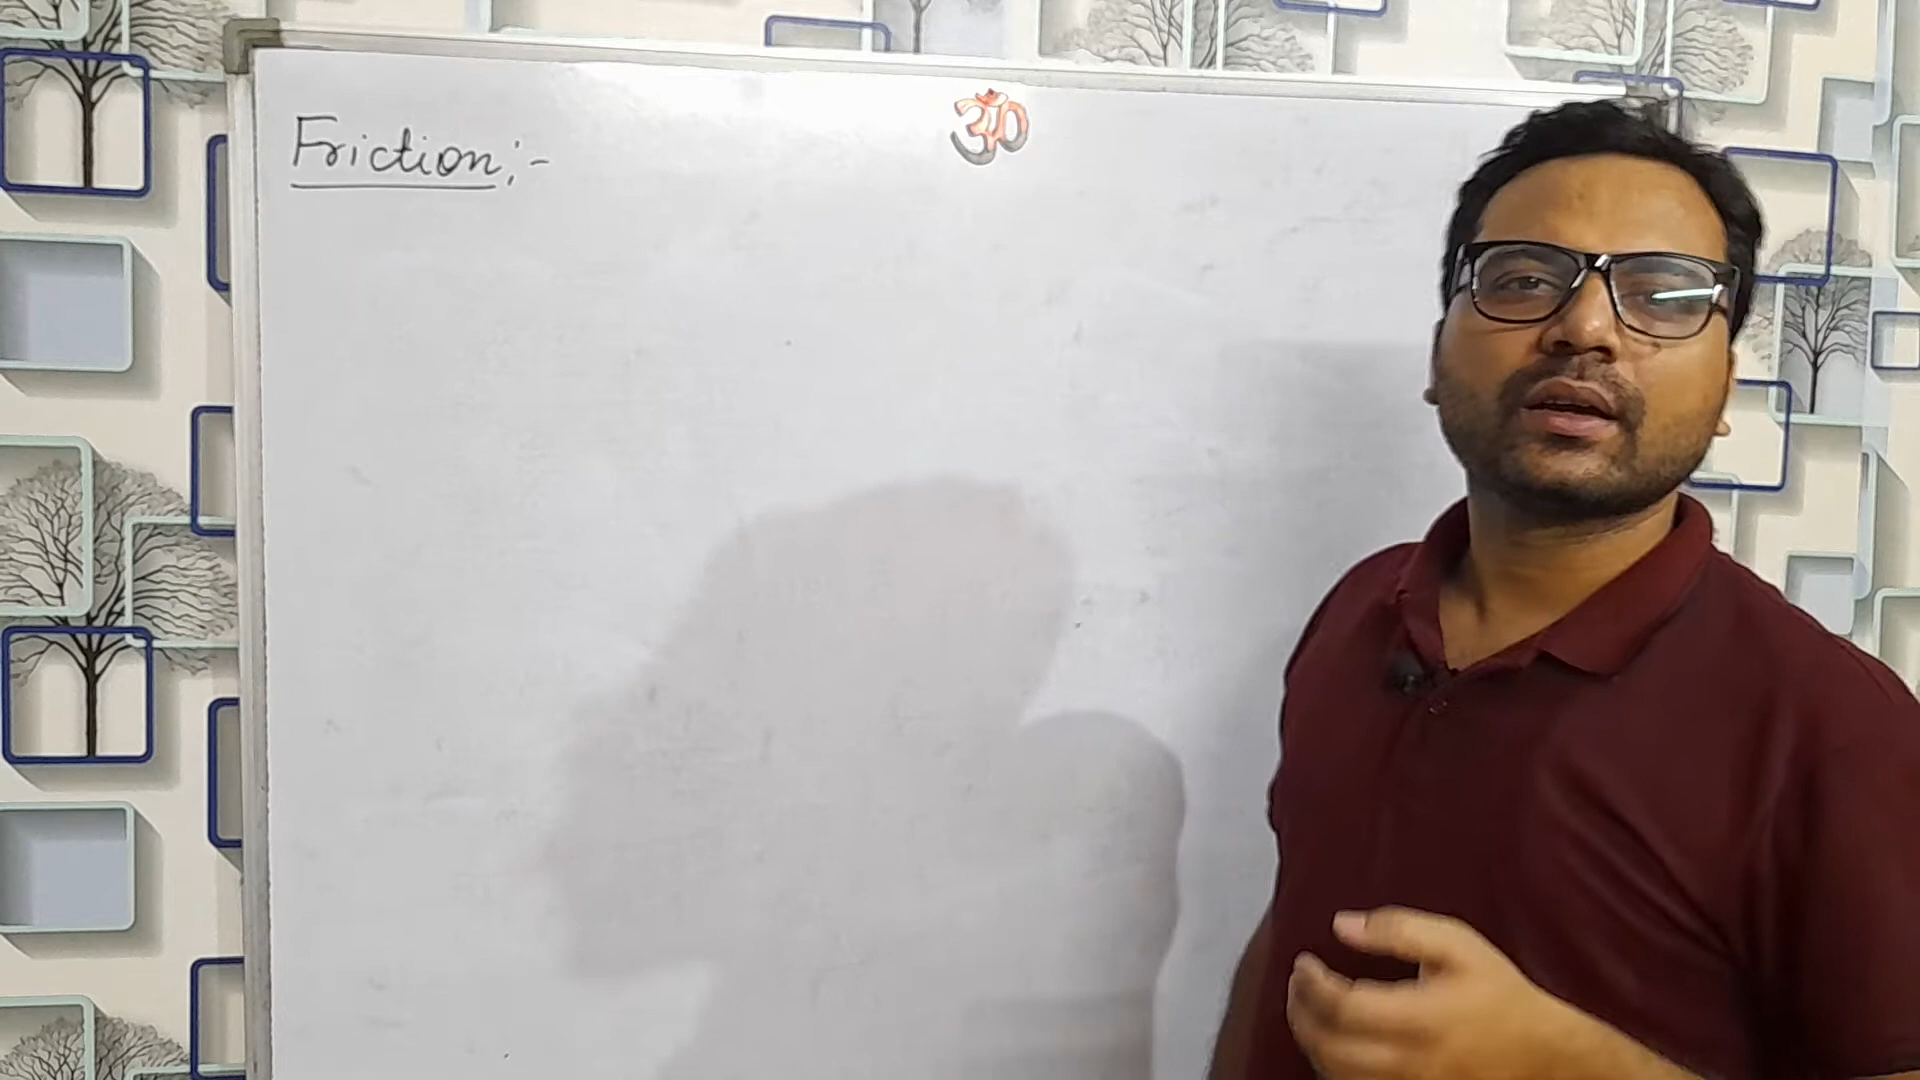 Friction :-
ॐ